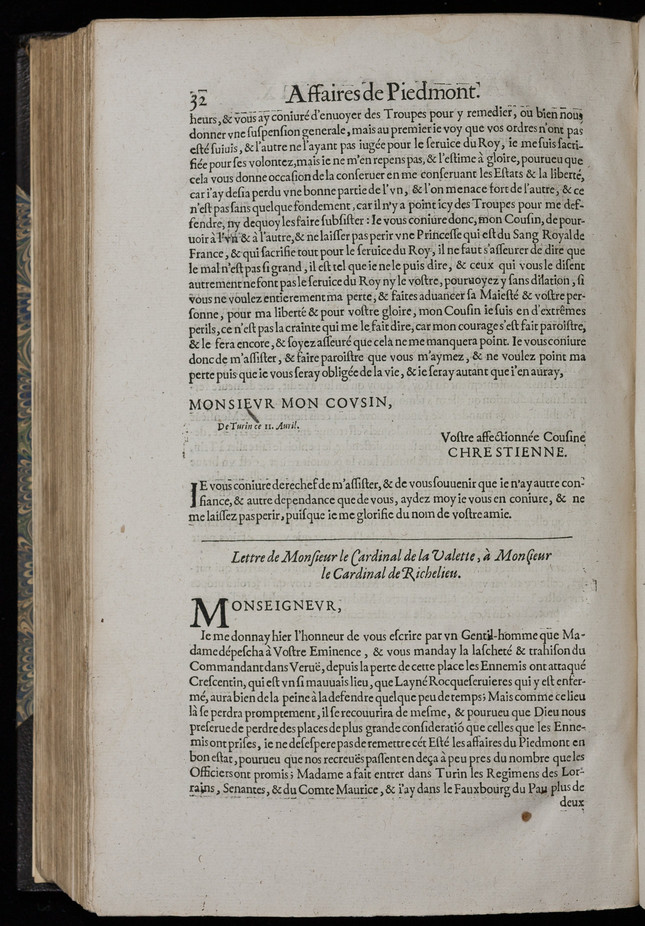 32 Affaires de Piedmont.
heurs, & vous ay coniuré d'enuoyer des Troupes pour y remedier, ou bien nous
donner vne suspension generale, mais au premier ie voy que vos ordres n'ont pas
esté suiuis, & l'autre ne l'ayant pas iugée pour le seruice du Roy, ie me suis sacri-
fiée pour ses volontez, mais ie ne m'en repens pas, & l'estime à gloire, pourueu que
cela vous donne occasion de la conseruer en me conseruant les Estats & la liberté,
car i'ay desia perdu vne bonne partie de l'vn, & l'on menace fort de l'autre, & ce
n'est pas sans quelque fondement, car il n'y a point icy des Troupes pour me def-
fendre, ny dequoy les faire subsister : Ie vous coniure donc, mon Cousin, de pour-
uoir à l'vn & à l'autre, & ne laisser pas perir vne Princesse qui est du Sang Royal de
France, & qui sacrifie tout pour le seruice du Roy, il ne faut s'asseurer de dire que
le mal n'est pas si grand, il est tel que ie ne le puis dire, & ceux qui vous le disent
autrement ne font pas le seruice du Roy ny le vostre, pouruoyez y sans dilation, si
vous ne voulez entierement ma perte, & faites aduancer sa Maiesté & vostre per-
sonne, pour ma liberté & pour vostre gloire, mon Cousin ie suis en d'extrêmes
perils, ce n'est pas la crainte qui me le fait dire, car mon courage s'est fait paroistre,
& le fera encore, & soyez asseuré que cela ne me manquera point. Ie vous coniure
donc de m'assister, & faire paroistre que vous m'aymez, & ne voulez point ma
perte puis que ie vous seray obligée de la vie, & ie seray autant que i'en auray,
MONSIEVR MON COVSIN,
De Turin ce 11. Auril.
Vostre affectionnée Cousine
CHRESTIENNE.
IE vous coniure derechef de m'assister, & de vous souuenir que ie n'ay autre con-
fiance, & autre dependance que de vous, aydez moy ie vous en coniure, & ne
me laissez pas perir, puisque ie me glorifie du nom de vostre amie.
Lettre de Monsieur le Cardinal de la Valette, à Monsieur
le Cardinal de Richelieu.
MONSEIGNEVR,
Ie me donnay hier l'honneur de vous escrire par vn Gentil-homme que Ma-
dame dépescha à Vostre Eminence, & vous manday la lascheté & trahison du
Commandant dans Veruë, depuis la perte de cette place les Ennemis ont attaqué
Crescentin, qui est vn si mauuais lieu, que Layné Rocqueseruieres qui y est enfer-
mé, aura bien de la peine à la defendre quelque peu de temps; Mais comme ce lieu
là se perdra promptement, il se recouurira de mesme, & pourueu que Dieu nous
preserue de perdre des places de plus grande consideratiõ que celles que les Enne-
mis ont prises, ie ne desespere pas de remettre cét Esté les affaires du Piedmont en
bon estat, pourueu que nos recreuës passent en deça à peu pres du nombre que les
Officiers ont promis; Madame a fait entrer dans Turin les Regimens des Lor-
rains, Senantes, & du Comte Maurice, & i'ay dans le Fauxbourg du Pau plus de
deux